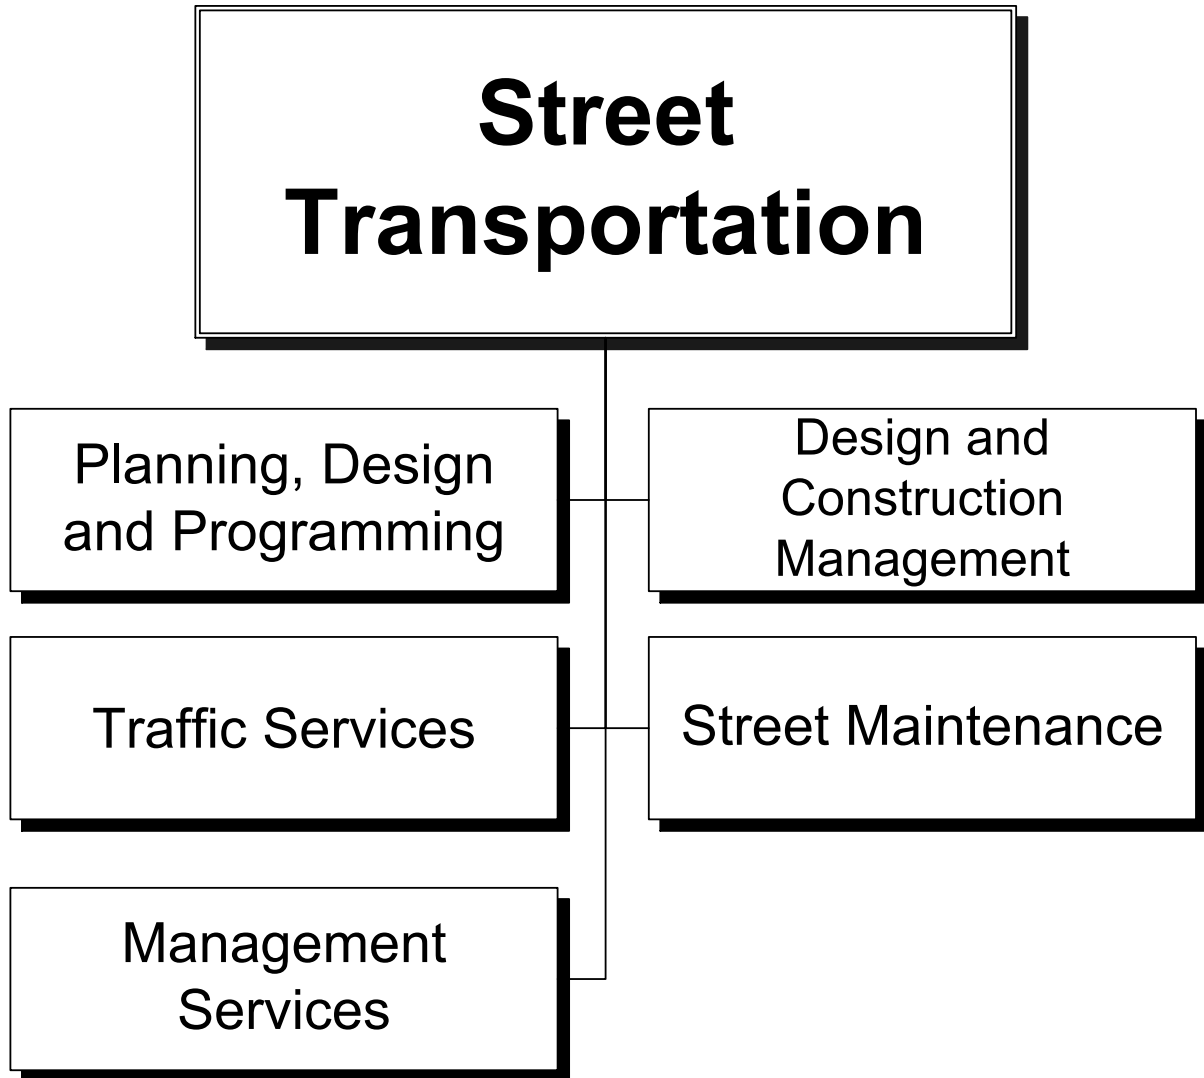 Street
Transportation
Planning, Design
and Programming
Design and
Construction
Management
Traffic Services
Street Maintenance
Management
Services